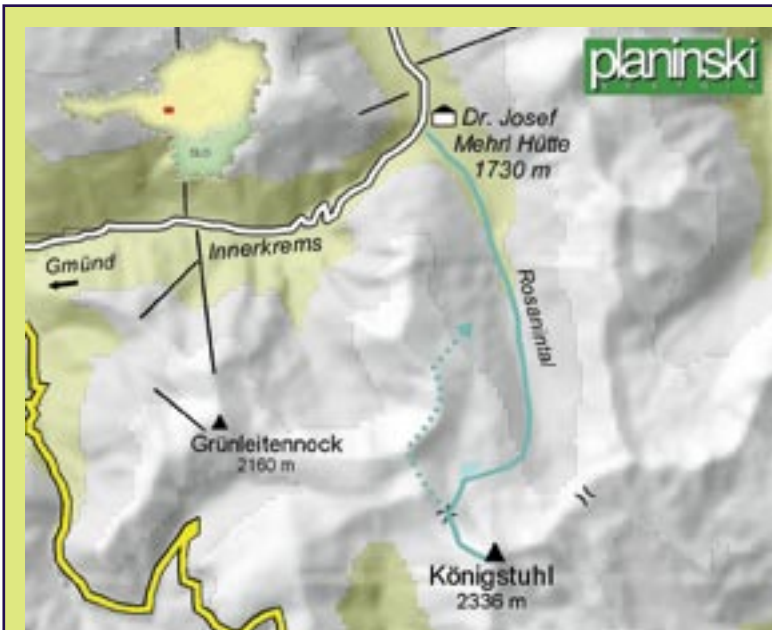 planinski
Dr. Josef
Mehrl Hütte
1730 m
Innerkrems
Gmünd
Rosanintal
Grünleitennock
2160 m
Königstuhl
2336 m